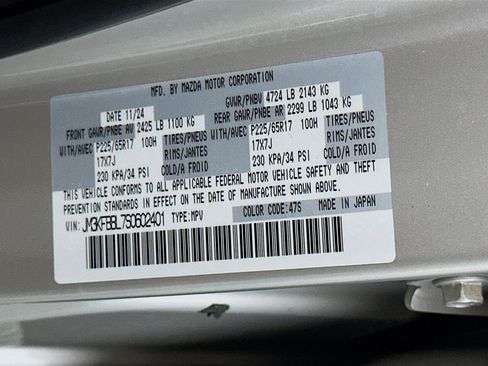 MFD. BY MAZDA MOTOR CORPORATION
DATE 11/24 GVWR/PNBV 4724 LB 2143 KG
FRONT GAWR/PNBE AV 2425 LB 1100 KG REAR GAWR/PNBE AR 2299 LB 1043 KG
WITH/AVEC P225/65R17 100H TIRES/PNEUS WITH/AVEC P225/65R17 100H TIRES/PNEUS
17X7J RIMS/JANTES 17X7J RIMS/JANTES
230 KPA/34 PSI COLD/A FROID 230 KPA/34 PSI COLD/A FROID
THIS VEHICLE CONFORMS TO ALL APPLICABLE FEDERAL MOTOR VEHICLE SAFETY AND THEFT
PREVENTION STANDARDS IN EFFECT ON THE DATE OF MANUFACTURE SHOWN ABOVE.
VIN: JM3KFBBL7S0602401 TYPE:MPV COLOR CODE:47S MADE IN JAPAN